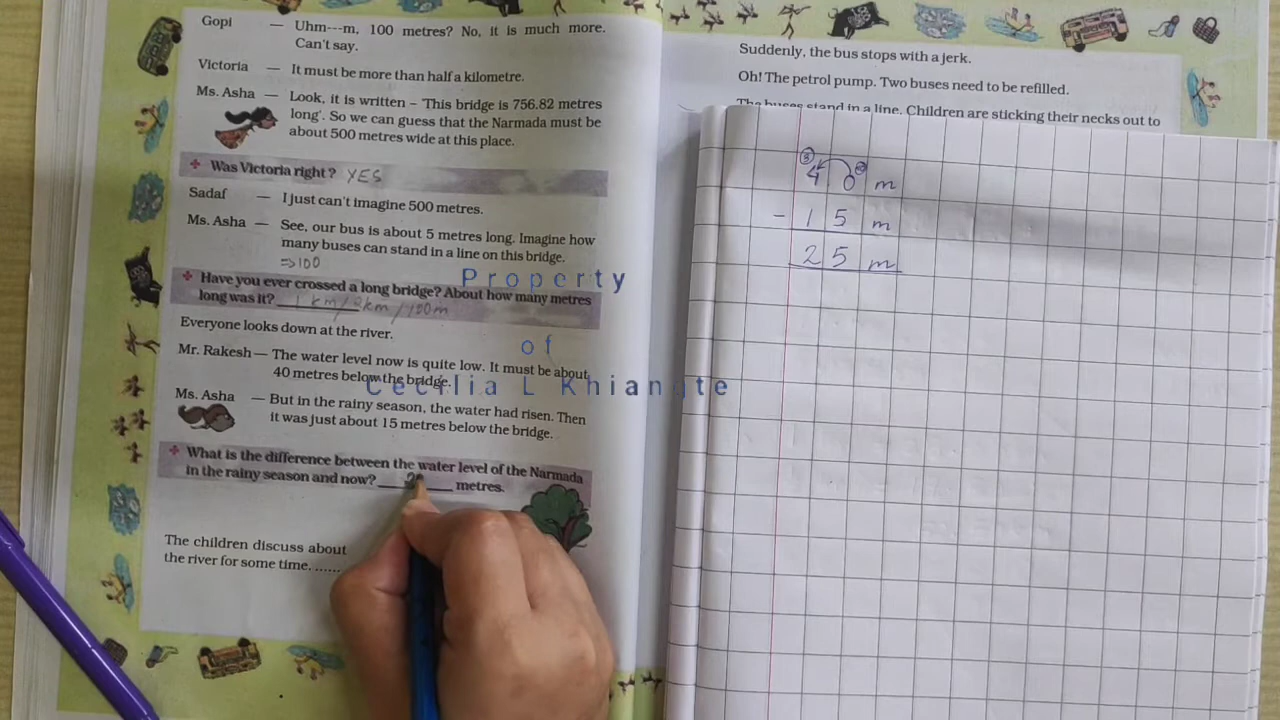 Gopi — Uhm---m, 100 metres? No, it is much more.
Can't say.
Victoria — It must be more than half a kilometre.
Ms. Asha — Look, it is written – 'This bridge is 756.82 metres
long'. So we can guess that the Narmada must be
about 500 metres wide at this place.
Was Victoria right? YES
Sadaf — I just can't imagine 500 metres.
Ms. Asha — See, our bus is about 5 metres long. Imagine how
many buses can stand in a line on this bridge.
⇒100
Have you ever crossed a long bridge? About how many metres
long was it? 1 km/2km/100m
Everyone looks down at the river.
Mr. Rakesh — The water level now is quite low. It must be about
40 metres below the bridge.
Ms. Asha — But in the rainy season, the water had risen. Then
it was just about 15 metres below the bridge.
What is the difference between the water level of the Narmada
in the rainy season and now? 2 metres.
The children discuss about
the river for some time. ......
Property
of
Cecilia L Khiangte
Suddenly, the bus stops with a jerk.
Oh! The petrol pump. Two buses need to be refilled.
The buses stand in a line. Children are sticking their necks out to
3
4 0 m
- 1 5 m
2 5 m